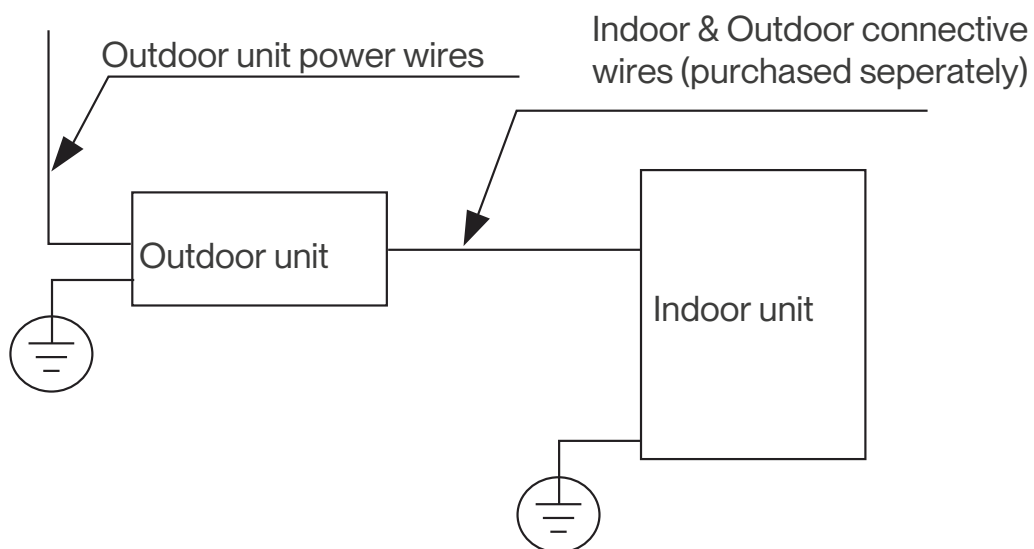 Outdoor unit power wires
Indoor & Outdoor connective
wires (purchased seperately)
Outdoor unit
Indoor unit